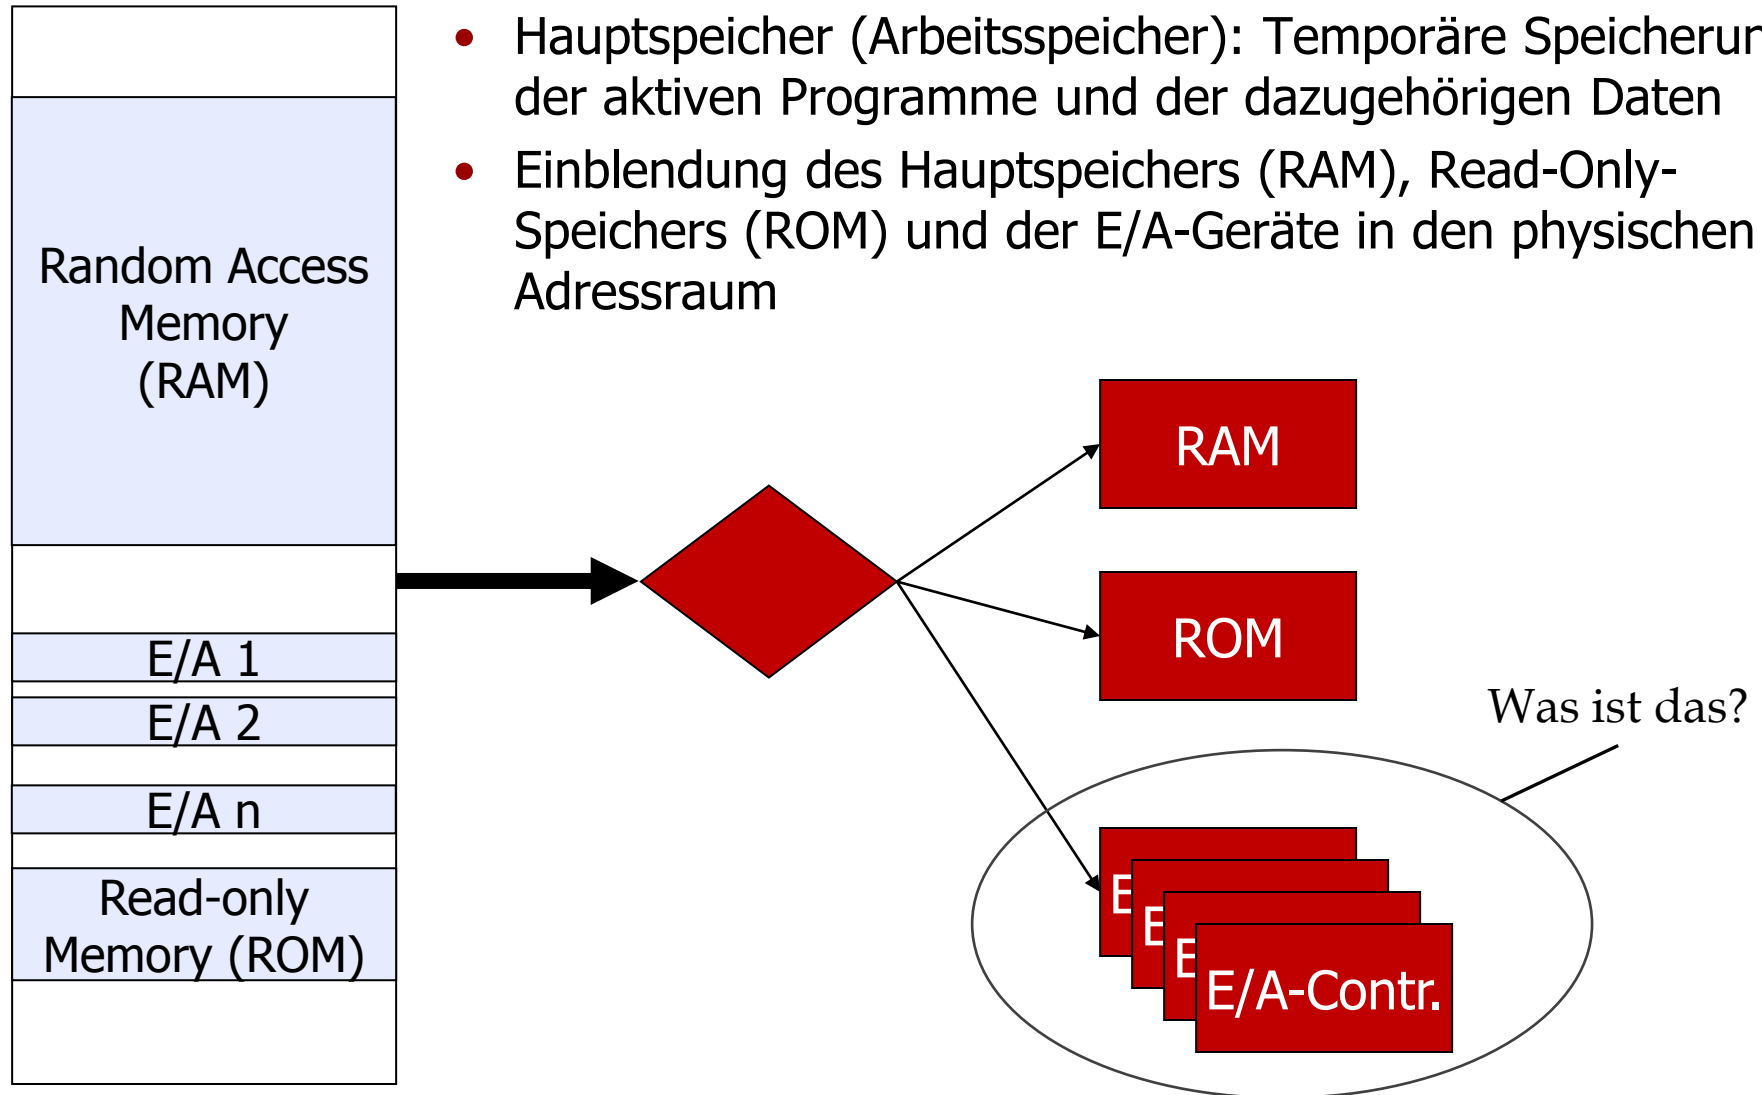 Hauptspeicher (Arbeitsspeicher): Temporäre
der aktiven Programme und der dazugehörigen Daten
Einblendung des Hauptspeichers (RAM), Read-Only-
Speichers (ROM) und der E/A-Geräte in den physischen
Adressraum
Random Access
Memory
(RAM)
E/A 1
E/A 2
E/A n
Read-only
Memory (ROM)
RAM
ROM
Was ist das?
E
E
E
E/A-Contr.